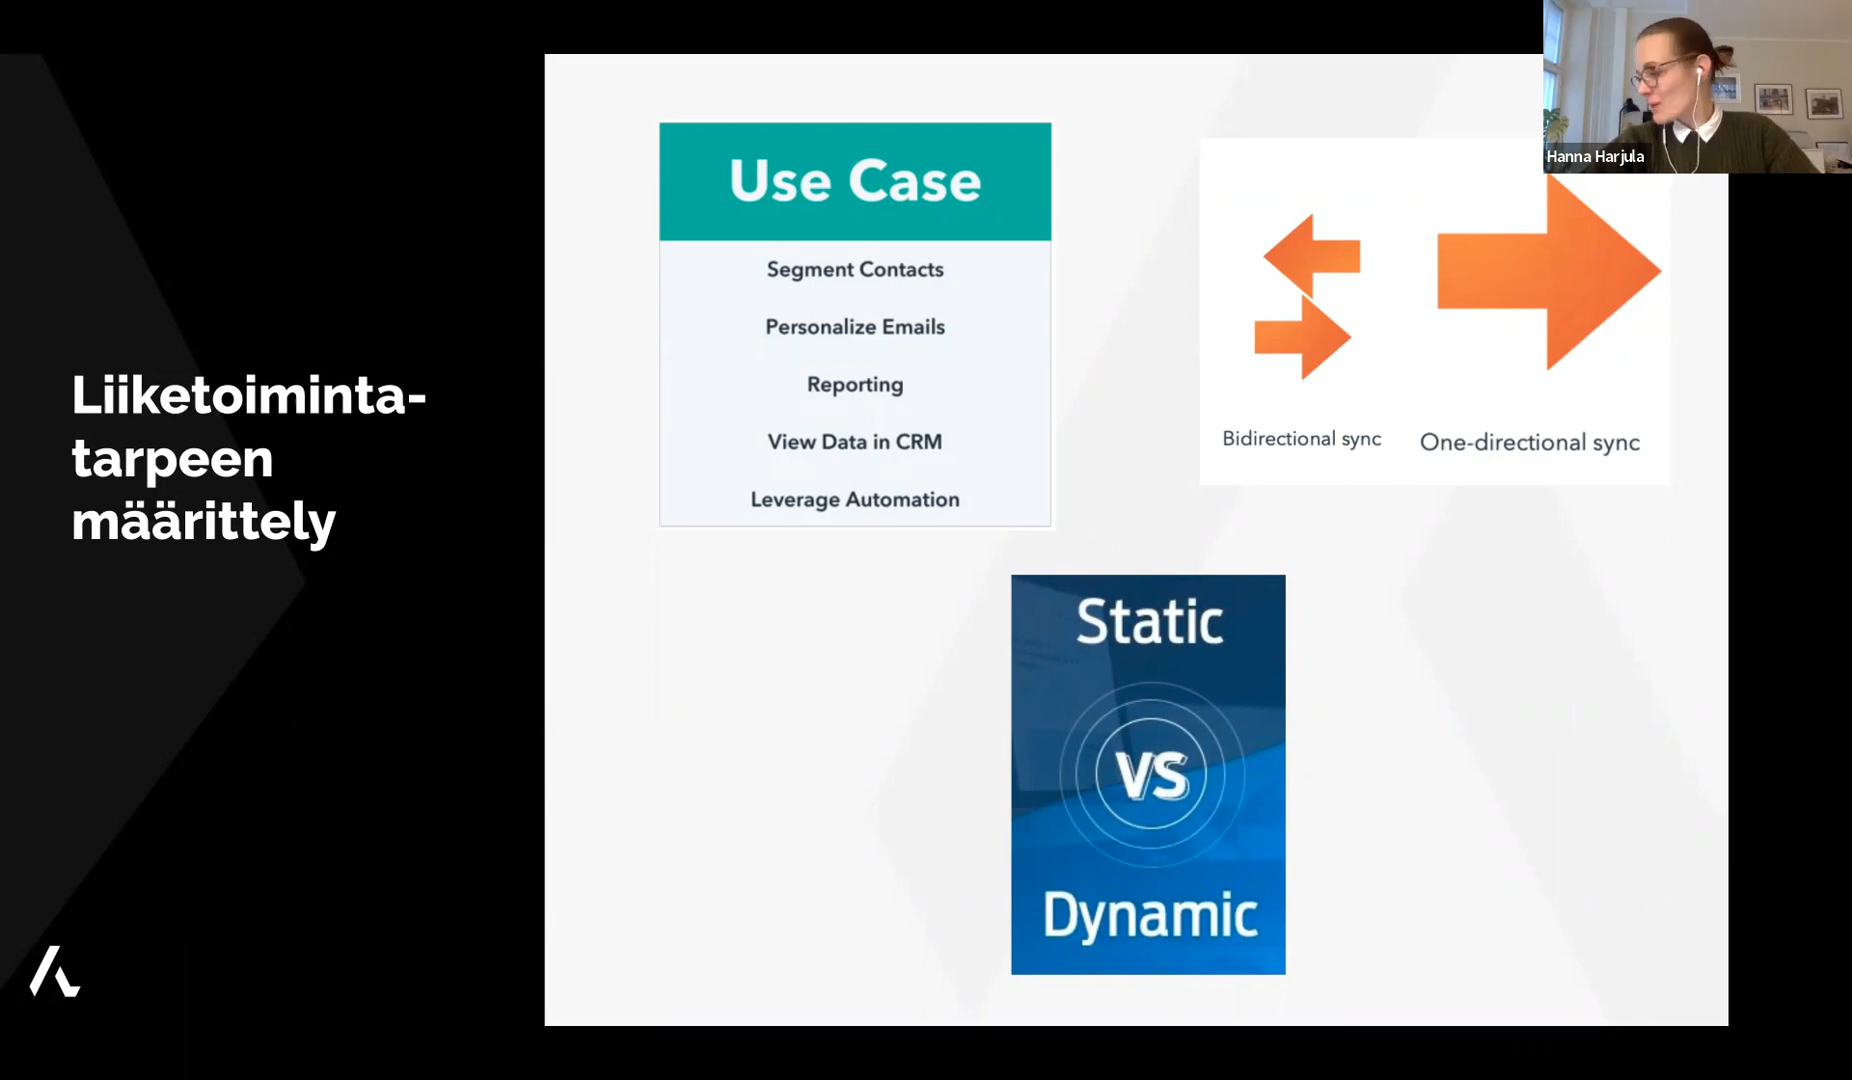 Liiketoiminta-
tarpeen
määrittely
Use Case
Segment Contacts
Personalize Emails
Reporting
View Data in CRM
Leverage Automation
Bidirectional sync
One-directional sync
Static
VS
Dynamic
Hanna Harjula